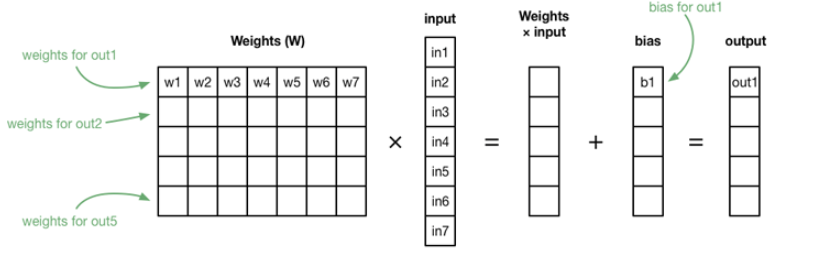 bias for out1
input
Weights
× input
Weights (W)
bias
output
weights for out1
w1 w2 w3 w4 w5 w6 w7
in1
in2
in3
in4
in5
in6
in7
b1
out1
weights for out2
× = + =
weights for out5